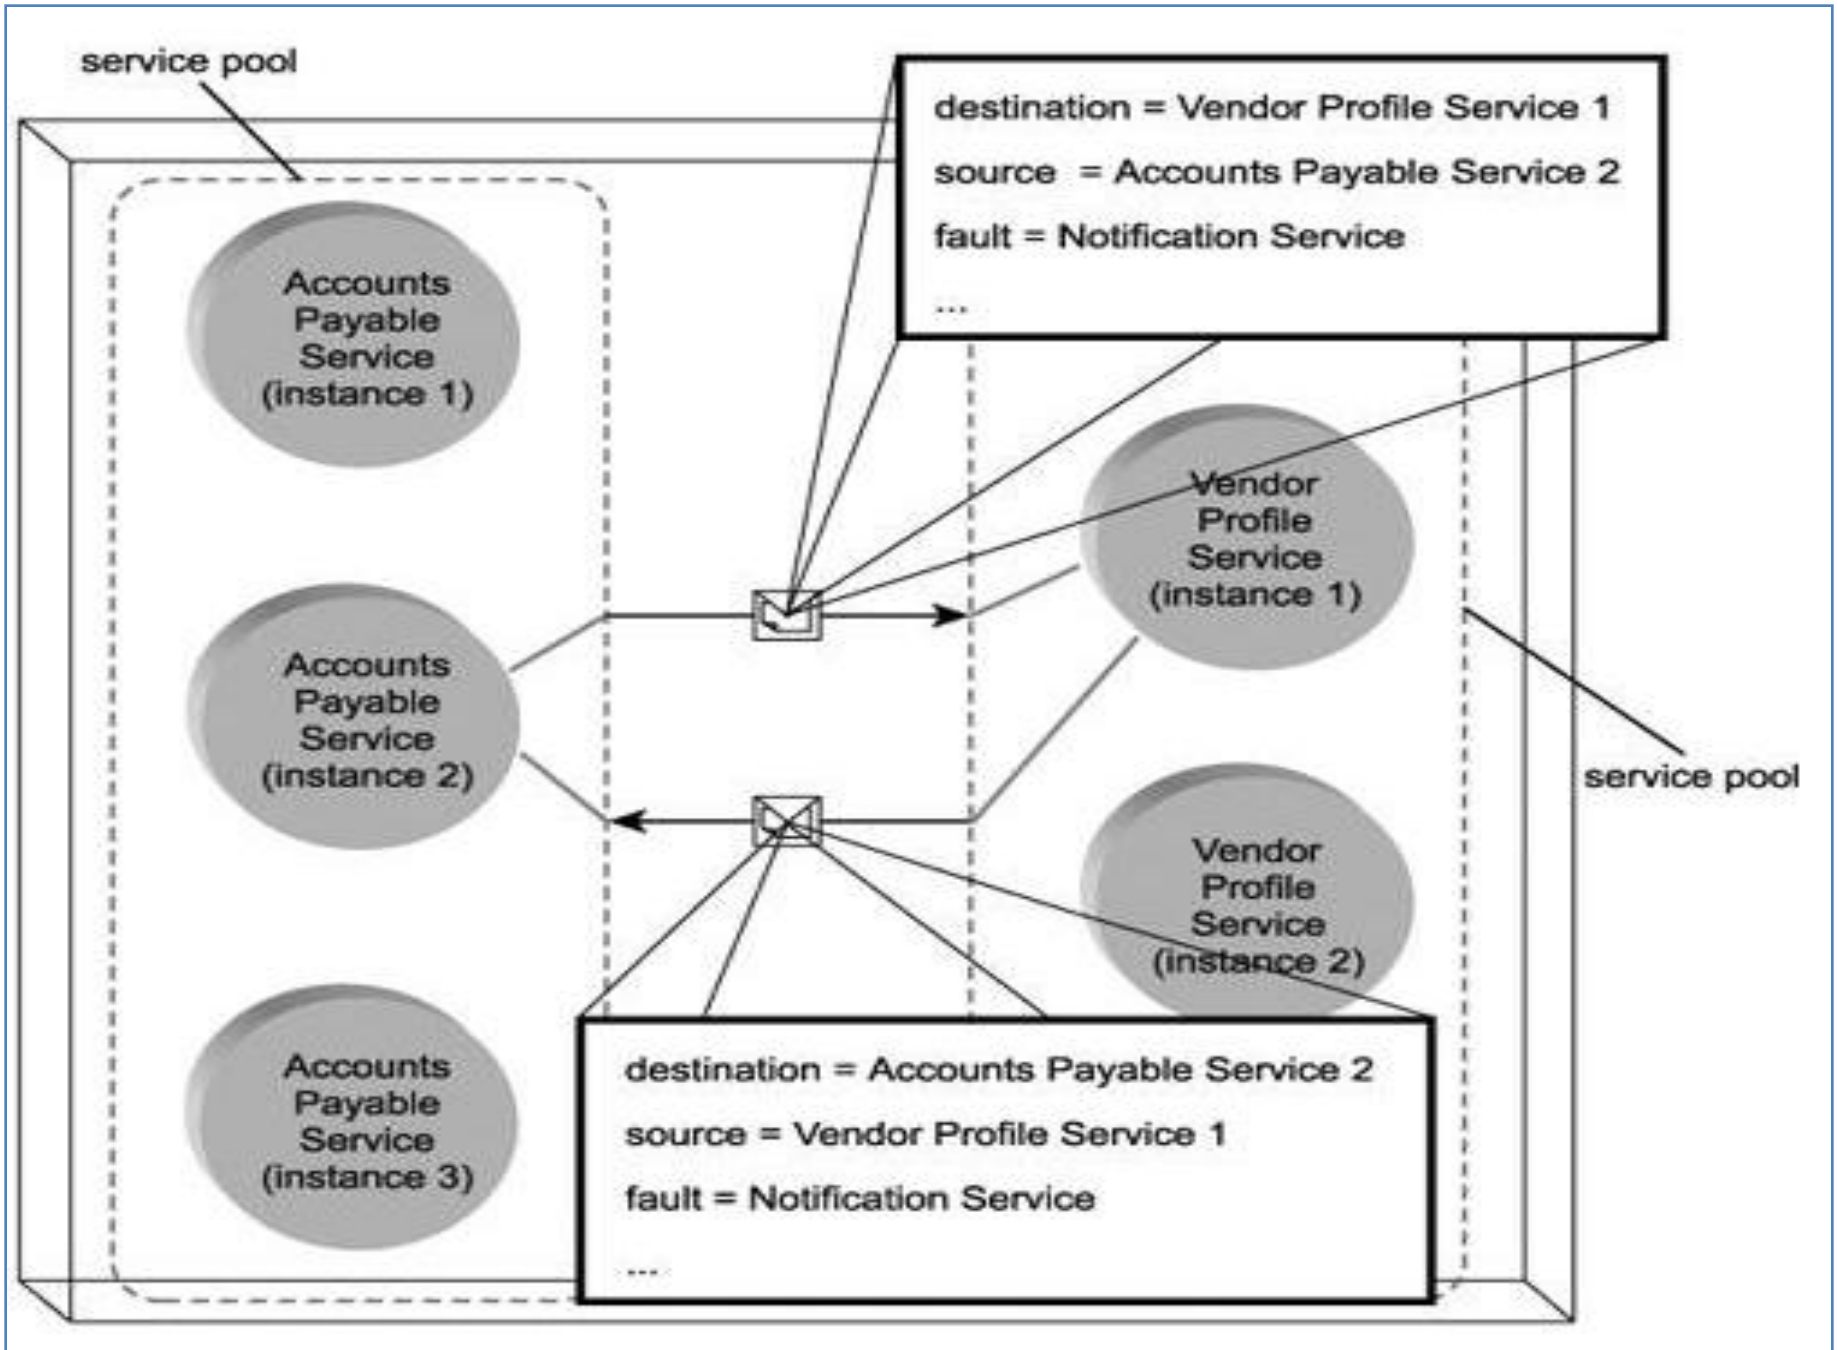 service pool
destination = Vendor Profile Service 1
source = Accounts Payable Service 2
fault = Notification Service
...
Accounts
Payable
Service
(instance 1)
Vendor
Profile
Service
(instance 1)
Accounts
Payable
Service
(instance 2)
service pool
Vendor
Profile
Service
(instance 2)
Accounts
Payable
Service
(instance 3)
destination = Accounts Payable Service 2
source = Vendor Profile Service 1
fault = Notification Service
...